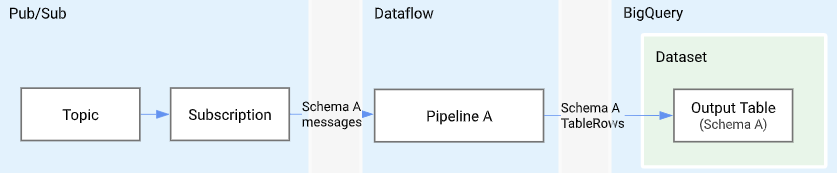 Pub/Sub
Dataflow
BigQuery
Dataset
Topic
Subscription
Schema A
messages
Pipeline A
Schema A
TableRows
Output Table
(Schema A)